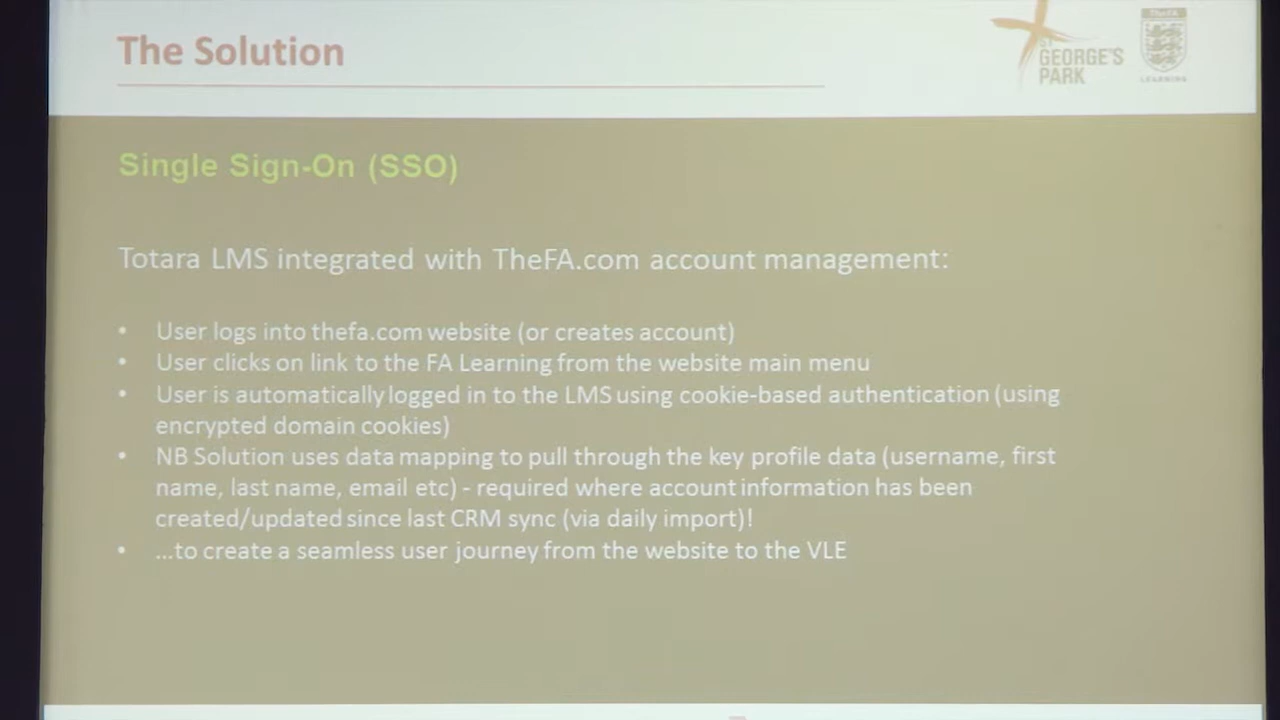 The Solution
ST
GEORGE'S
PARK
TheFA
LEARNING
Single Sign-On (SSO)
Totara LMS integrated with TheFA.com account management:
• User logs into thefa.com website (or creates account)
• User clicks on link to the FA Learning from the website main menu
• User is automatically logged in to the LMS using cookie-based authentication (using
encrypted domain cookies)
• NB Solution uses data mapping to pull through the key profile data (username, first
name, last name, email etc) - required where account information has been
created/updated since last CRM sync (via daily import)!
• ...to create a seamless user journey from the website to the VLE